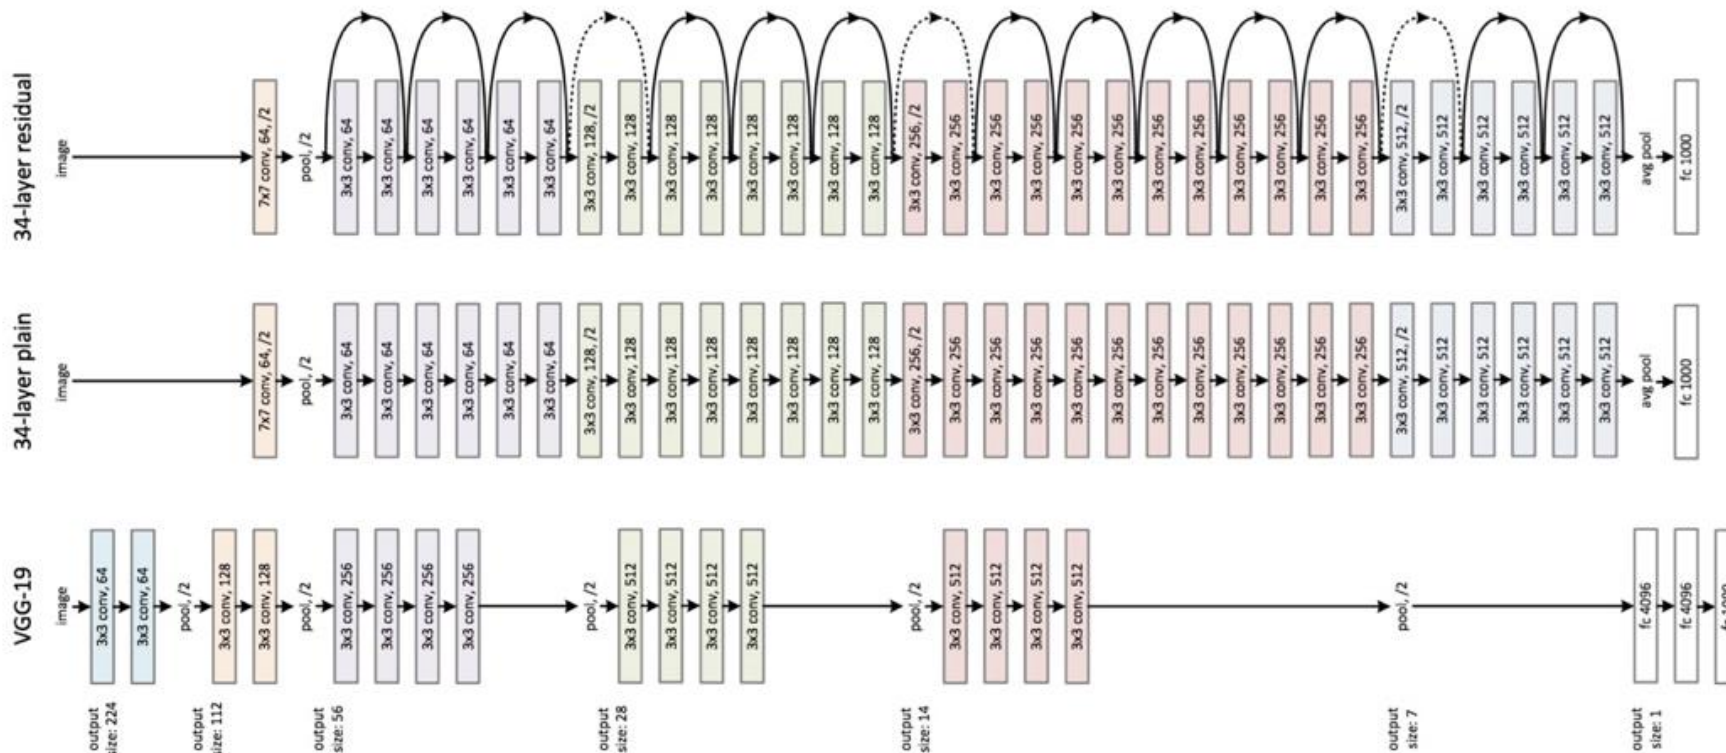 34-layer residual
image
7x7 conv, 64, /2
pool, /2
3x3 conv, 64
3x3 conv, 64
3x3 conv, 64
3x3 conv, 64
3x3 conv, 64
3x3 conv, 64
3x3 conv, 128, /2
3x3 conv, 128
3x3 conv, 128
3x3 conv, 128
3x3 conv, 128
3x3 conv, 128
3x3 conv, 128
3x3 conv, 128
3x3 conv, 256, /2
3x3 conv, 256
3x3 conv, 256
3x3 conv, 256
3x3 conv, 256
3x3 conv, 256
3x3 conv, 256
3x3 conv, 256
3x3 conv, 256
3x3 conv, 256
3x3 conv, 256
3x3 conv, 256
3x3 conv, 512, /2
3x3 conv, 512
3x3 conv, 512
3x3 conv, 512
3x3 conv, 512
3x3 conv, 512
avg pool
fc 1000
34-layer plain
image
7x7 conv, 64, /2
pool, /2
3x3 conv, 64
3x3 conv, 64
3x3 conv, 64
3x3 conv, 64
3x3 conv, 64
3x3 conv, 64
3x3 conv, 128, /2
3x3 conv, 128
3x3 conv, 128
3x3 conv, 128
3x3 conv, 128
3x3 conv, 128
3x3 conv, 128
3x3 conv, 128
3x3 conv, 256, /2
3x3 conv, 256
3x3 conv, 256
3x3 conv, 256
3x3 conv, 256
3x3 conv, 256
3x3 conv, 256
3x3 conv, 256
3x3 conv, 256
3x3 conv, 256
3x3 conv, 256
3x3 conv, 256
3x3 conv, 512, /2
3x3 conv, 512
3x3 conv, 512
3x3 conv, 512
3x3 conv, 512
3x3 conv, 512
avg pool
fc 1000
VGG-19
image
3x3 conv, 64
3x3 conv, 64
pool, /2
3x3 conv, 128
3x3 conv, 128
pool, /2
3x3 conv, 256
3x3 conv, 256
3x3 conv, 256
3x3 conv, 256
pool, /2
3x3 conv, 512
3x3 conv, 512
3x3 conv, 512
3x3 conv, 512
pool, /2
3x3 conv, 512
3x3 conv, 512
3x3 conv, 512
3x3 conv, 512
pool, /2
fc 4096
fc 4096
output
size: 224
output
size: 112
output
size: 56
output
size: 28
output
size: 14
output
size: 7
output
size: 1